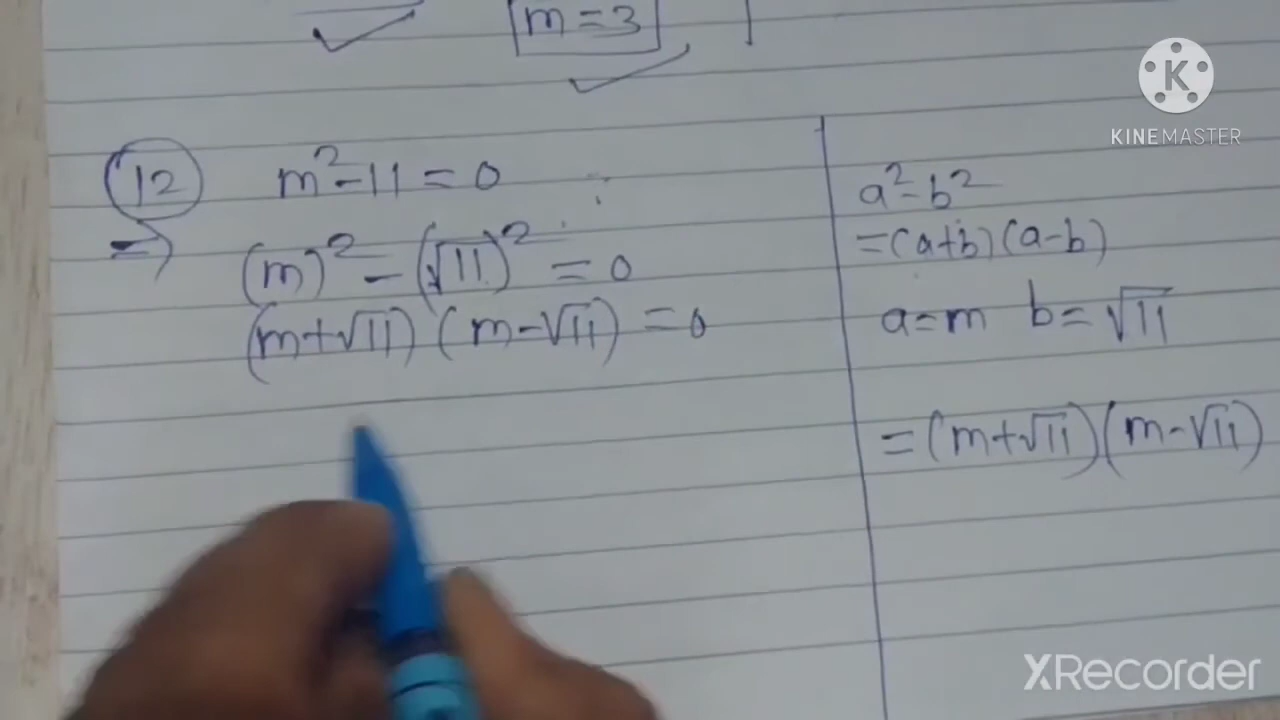 m=3
12 m²-11=0
=) (m)² - (√11)² = 0
(m+√11) (m-√11) = 0
a²-b²
=(a+b)(a-b)
a=m b=√11
=(m+√11)(m-√11)
K
KINEMASTER
XRecorder